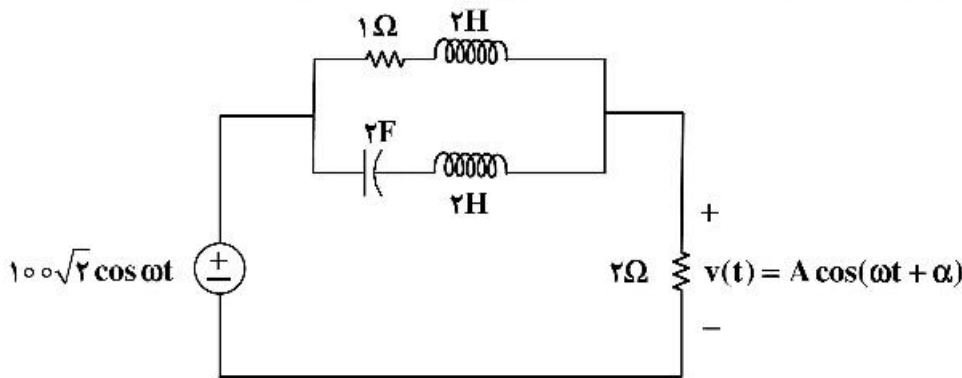 ۱Ω
۲H
۲F
۲H
۱۰۰√۲ cos ωt
+
−
۲Ω
+
v(t) = A cos(ωt + α)
−